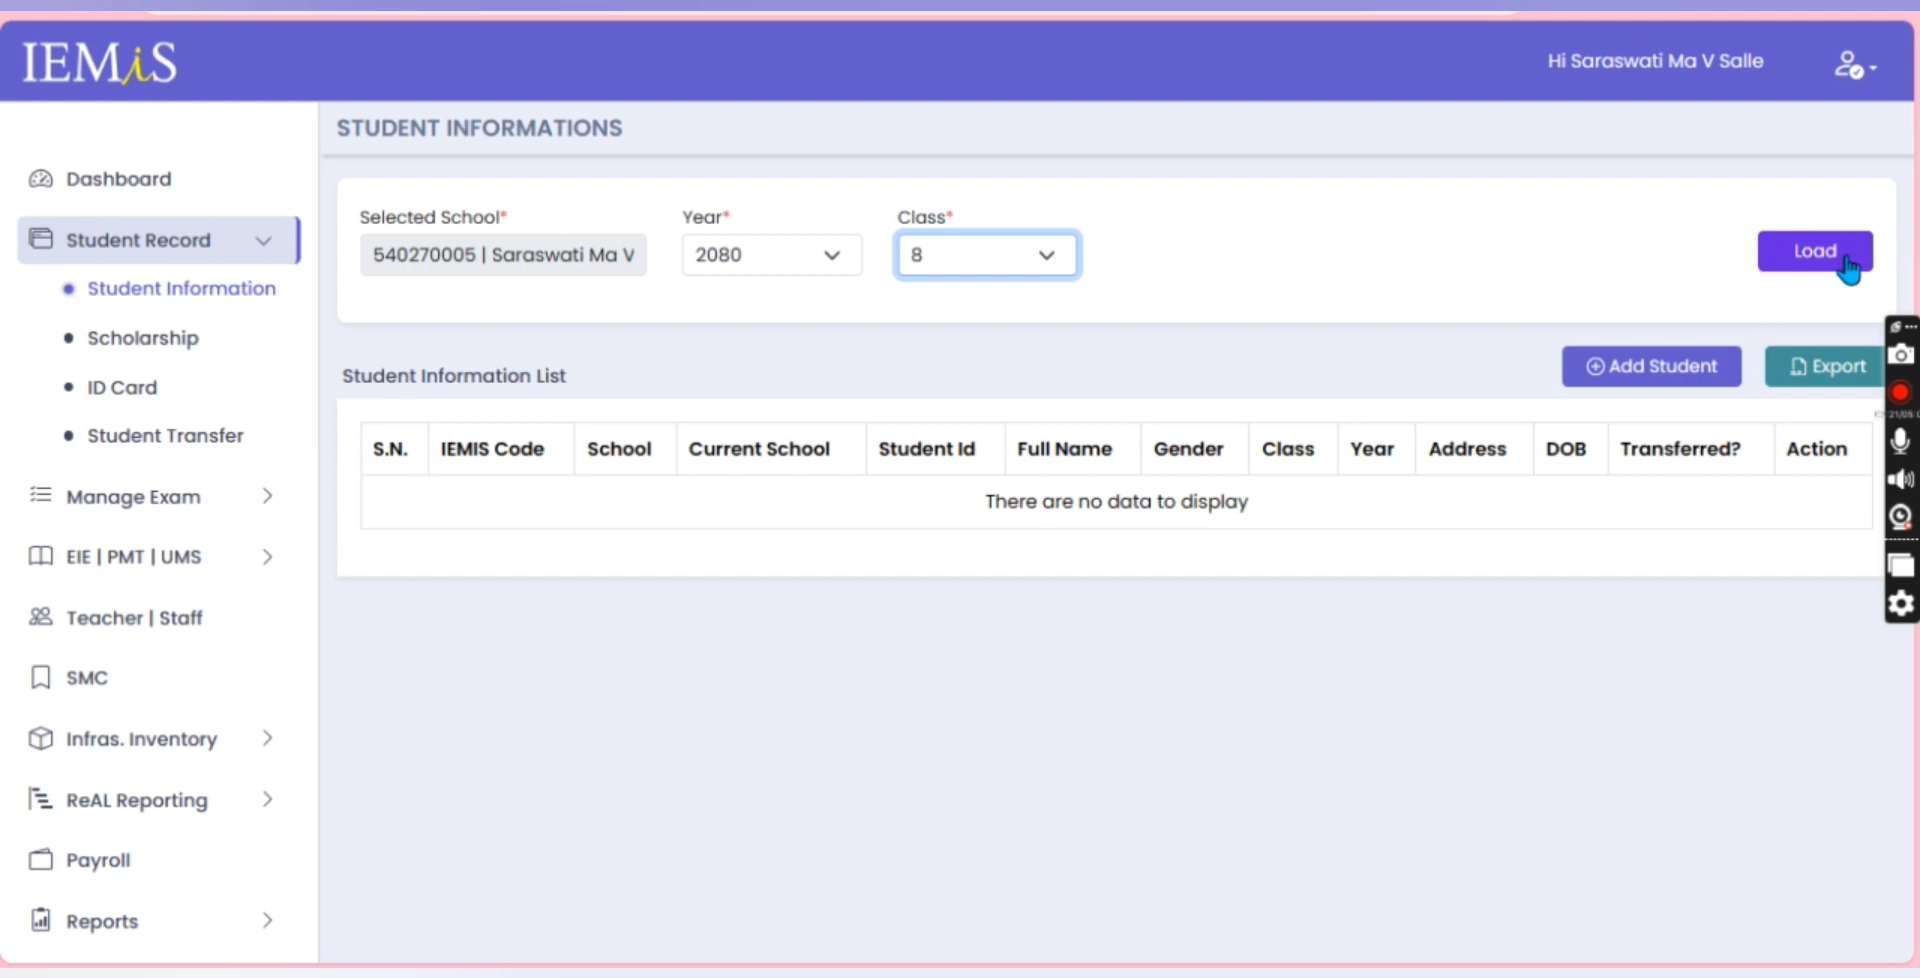 IEMiS
Hi Saraswati Ma V Salle
STUDENT INFORMATIONS
Dashboard
Student Record
Student Information
Scholarship
ID Card
Student Transfer
Manage Exam
EIE | PMT | UMS
Teacher | Staff
SMC
Infras. Inventory
ReAL Reporting
Payroll
Reports
Selected School* Year* Class*
540270005 | Saraswati Ma V 2080 8 Load
Student Information List Add Student Export
S.N. IEMIS Code School Current School Student Id Full Name Gender Class Year Address DOB Transferred? Action
There are no data to display